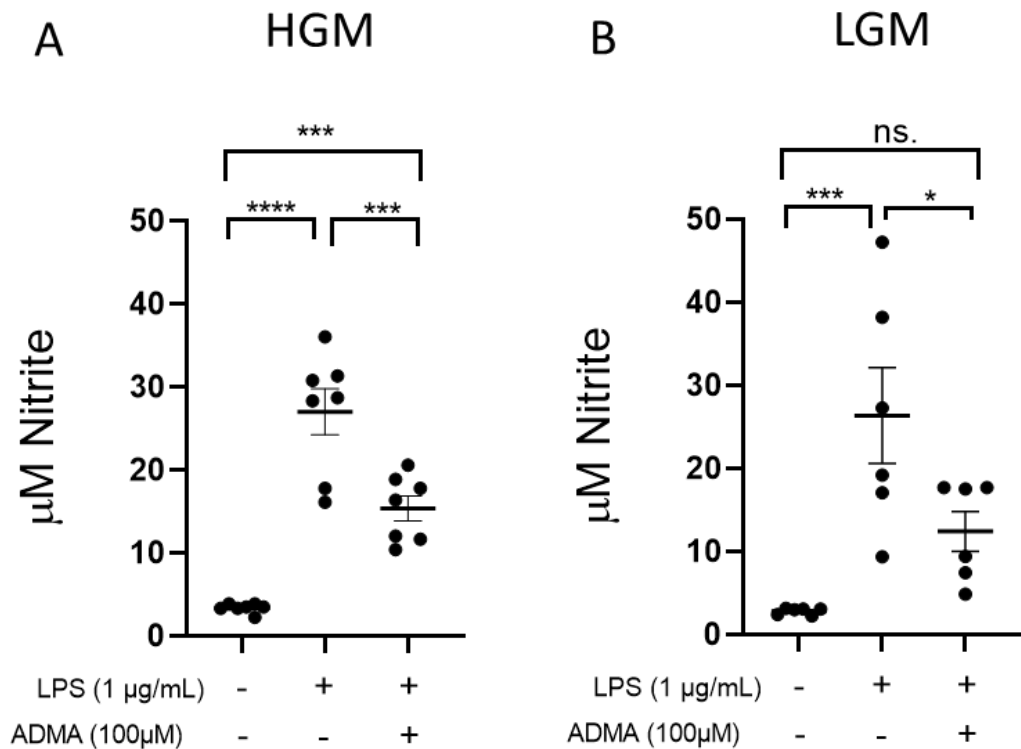 A HGM
***
**** ***
50
40
30
20
10
0
μM Nitrite
LPS (1 µg/mL) - + +
ADMA (100µM) - - +
B LGM
ns.
*** *
50
40
30
20
10
0
μM Nitrite
LPS (1 µg/mL) - + +
ADMA (100µM) - - +